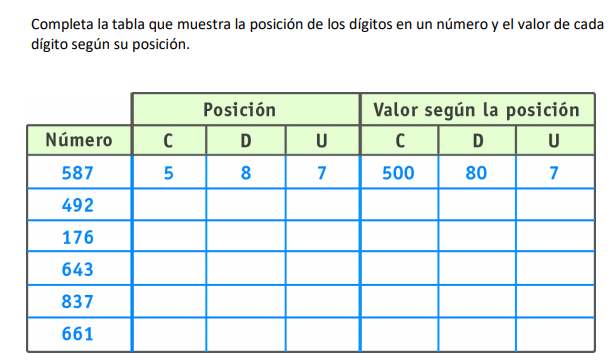 Completa la tabla que muestra la posición de los dígitos en un número y el valor de cada
dígito según su posición.
Posición Valor según la posición
Número C D U C D U
587 5 8 7 500 80 7
492
176
643
837
661